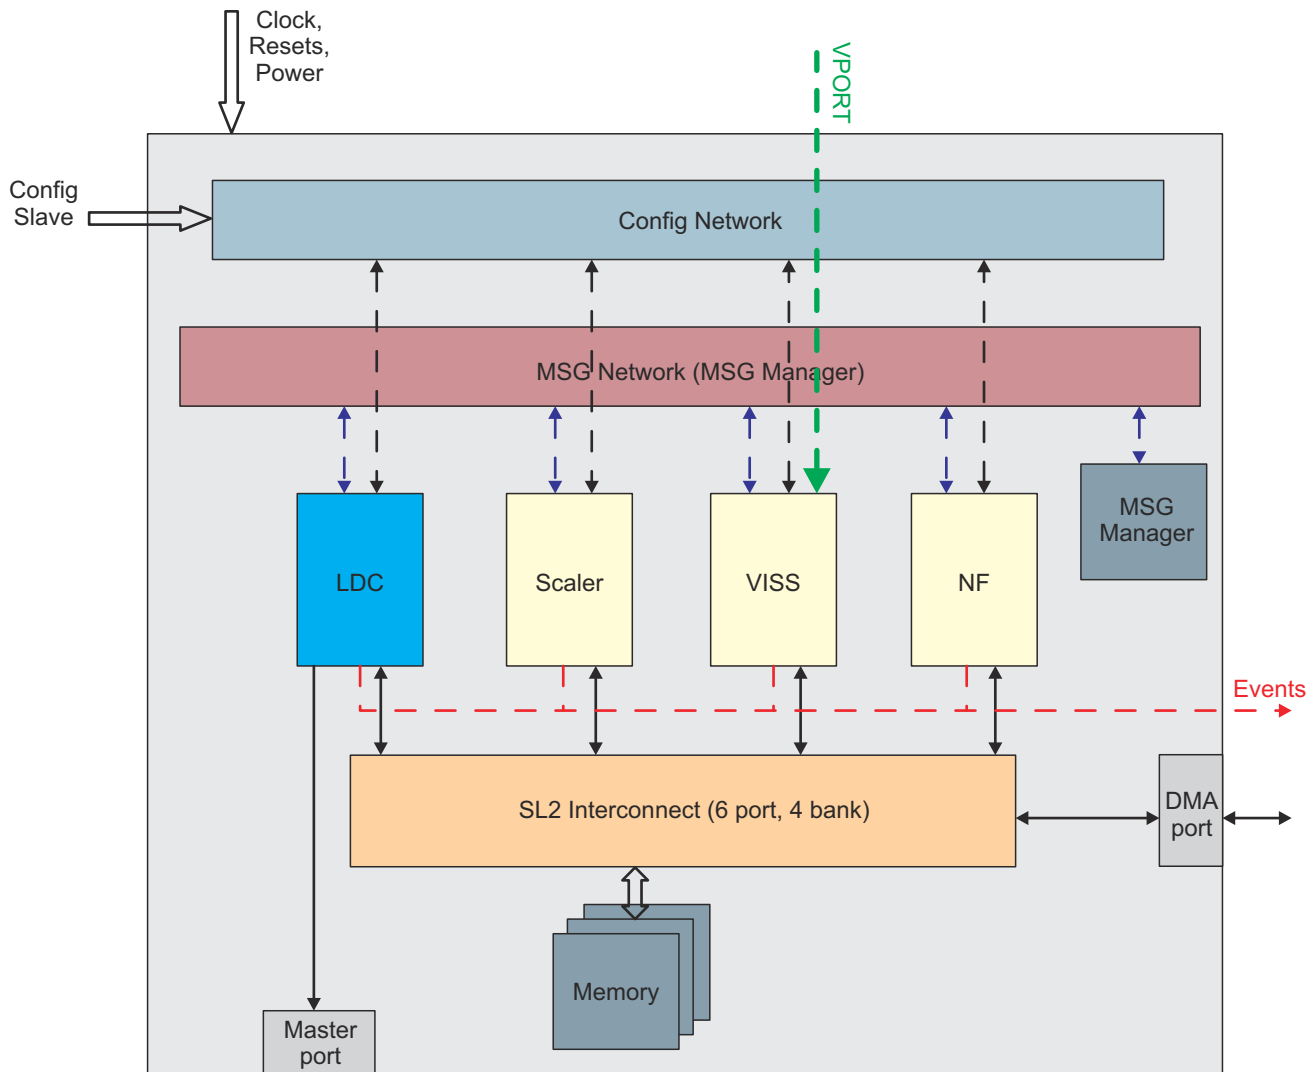 Clock,
Resets,
Power
VPORT
Config
Slave
Config Network
MSG Network (MSG Manager)
MSG
Manager
LDC
Scaler
VISS
NF
Events
SL2 Interconnect (6 port, 4 bank)
DMA
port
Memory
Master
port